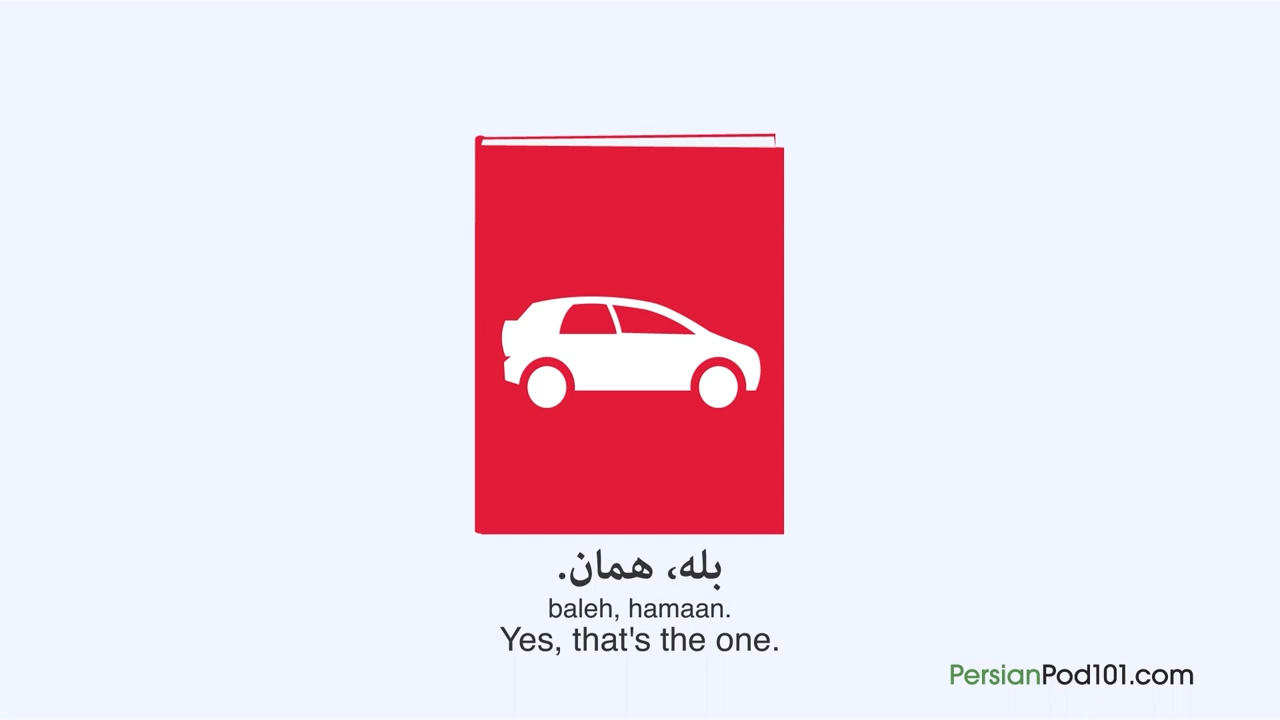 بله، همان.
baleh, hamaan.
Yes, that's the one.
PersianPod101.com